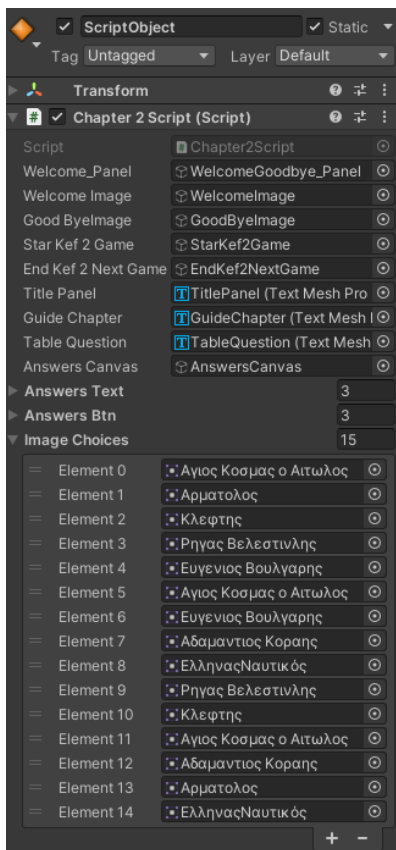 ScriptObject Static
Tag Untagged Layer Default
Transform
# Chapter 2 Script (Script)
Script # Chapter2Script
Welcome_Panel WelcomeGoodbye_Panel
Welcome Image WelcomeImage
Good ByeImage GoodByeImage
Star Kef 2 Game StarKef2Game
End Kef 2 Next Game EndKef2NextGame
Title Panel TitlePanel (Text Mesh Pro
Guide Chapter GuideChapter (Text Mesh
Table Question TableQuestion (Text Mesh
Answers Canvas AnswersCanvas
Answers Text 3
Answers Btn 3
Image Choices 15
Element 0 Αγιος Κοσμας ο Αιτωλος
Element 1 Αρματολος
Element 2 Κλεφτης
Element 3 Ρηγας Βελεστινλης
Element 4 Ευγενιος Βουλγαρης
Element 5 Αγιος Κοσμας ο Αιτωλος
Element 6 Ευγενιος Βουλγαρης
Element 7 Αδαμαντιος Κοραης
Element 8 ΕλληναςΝαυτικός
Element 9 Ρηγας Βελεστινλης
Element 10 Κλεφτης
Element 11 Αγιος Κοσμας ο Αιτωλος
Element 12 Αδαμαντιος Κοραης
Element 13 Αρματολος
Element 14 ΕλληναςΝαυτικός
+ −